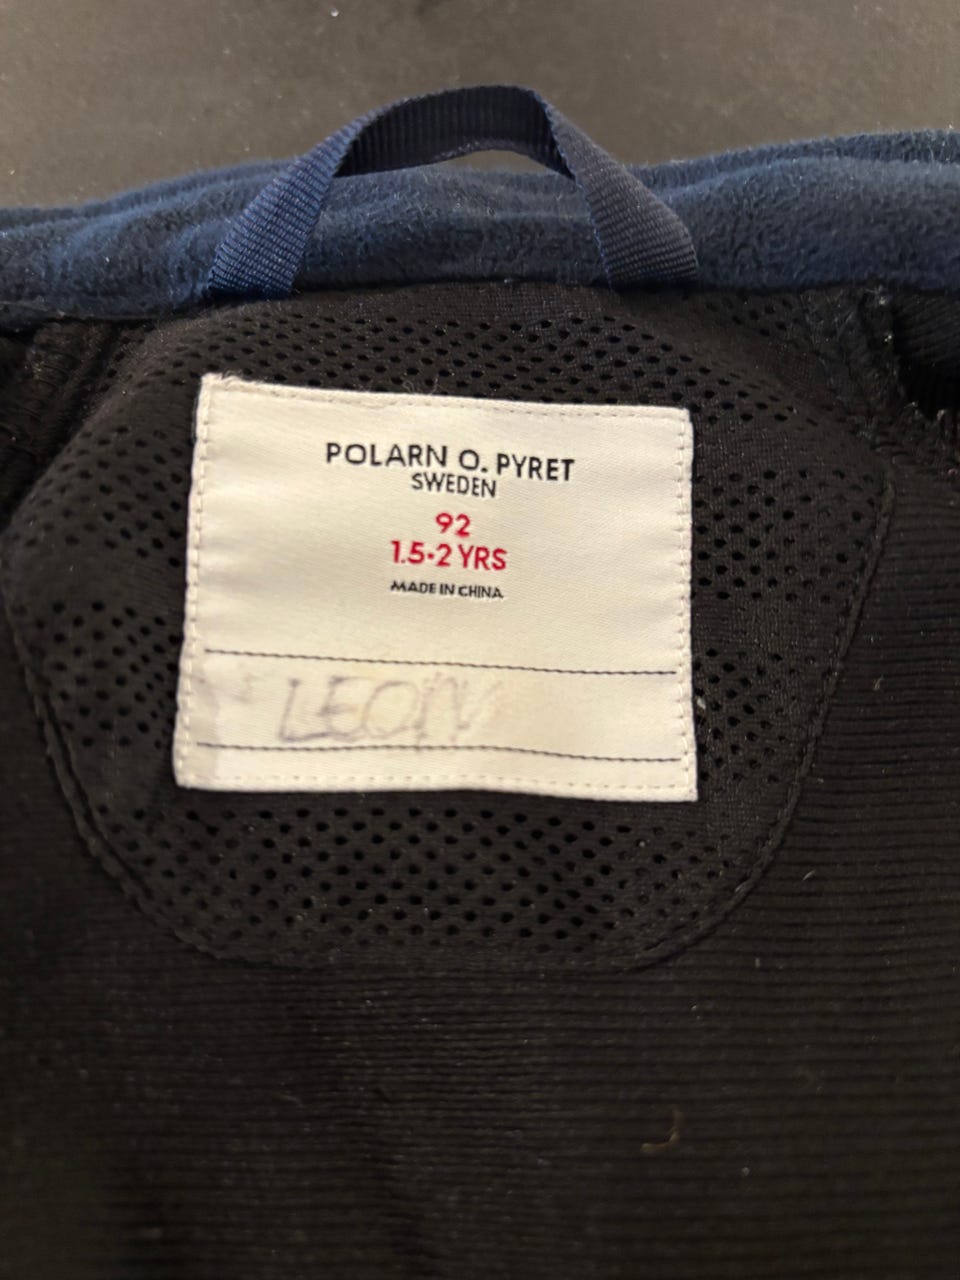 POLARN O. PYRET
SWEDEN
92
1.5-2 YRS
MADE IN CHINA
LEON